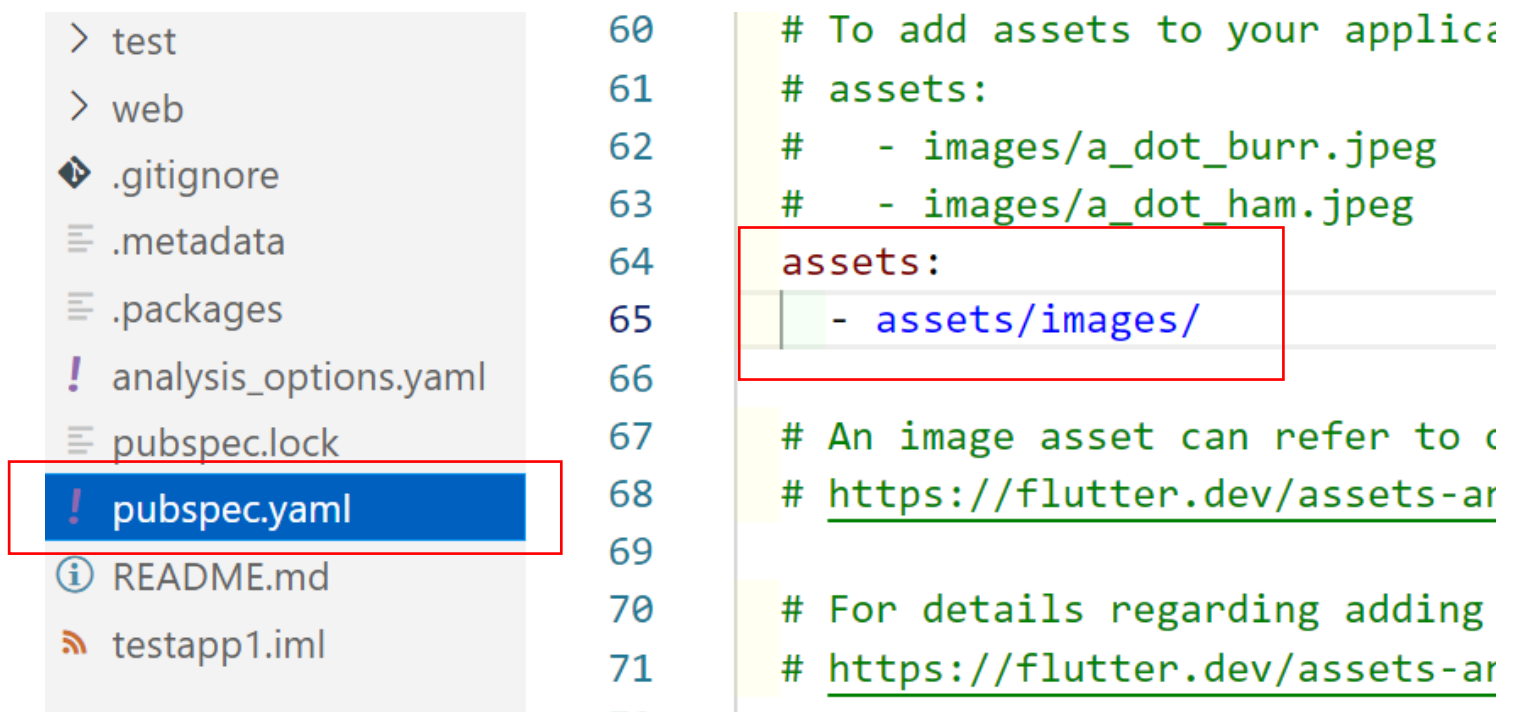 test
web
.gitignore
.metadata
.packages
analysis_options.yaml
pubspec.lock
pubspec.yaml
README.md
testapp1.iml
60 # To add assets to your applica
61 # assets:
62 #   - images/a_dot_burr.jpeg
63 #   - images/a_dot_ham.jpeg
64 assets:
65   - assets/images/
66
67 # An image asset can refer to
68 # https://flutter.dev/assets-a
69
70 # For details regarding adding
71 # https://flutter.dev/assets-a